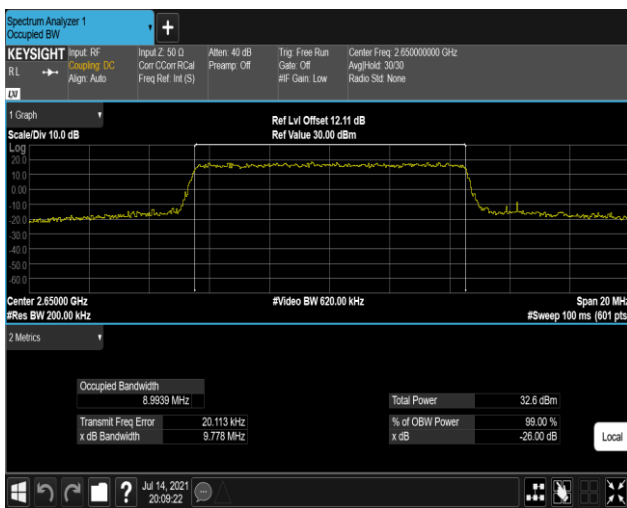 Spectrum Analyzer 1
Occupied BW
+
KEYSIGHT Input: RF Input Z: 50 Ω Atten: 40 dB Trig: Free Run Center Freq: 2.650000000 GHz
RL Coupling: DC Corr CCorr RCal Preamp: Off Gate: Off Avg|Hold: 30/30
Align: Auto Freq Ref: Int (S) #IF Gain: Low Radio Std: None
LXI
1 Graph Ref Lvl Offset 12.11 dB
Scale/Div 10.0 dB Ref Value 30.00 dBm
Log
20.0
10.0
0.00
-10.0
-20.0
-30.0
-40.0
-50.0
-60.0
Center 2.65000 GHz #Video BW 620.00 kHz Span 20 MHz
#Res BW 200.00 kHz #Sweep 100 ms (601 pts
2 Metrics
Occupied Bandwidth
8.9939 MHz Total Power 32.6 dBm
Transmit Freq Error 20.113 kHz % of OBW Power 99.00 %
x dB Bandwidth 9.778 MHz x dB -26.00 dB
Local
? Jul 14, 2021
20:09:22